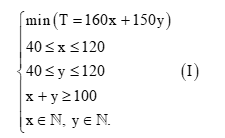 min(T =160x +150y)
40 ≤ x ≤120
40 ≤ y ≤120 (I)
x + y ≥ 100
x ∈ ℕ, y ∈ ℕ.